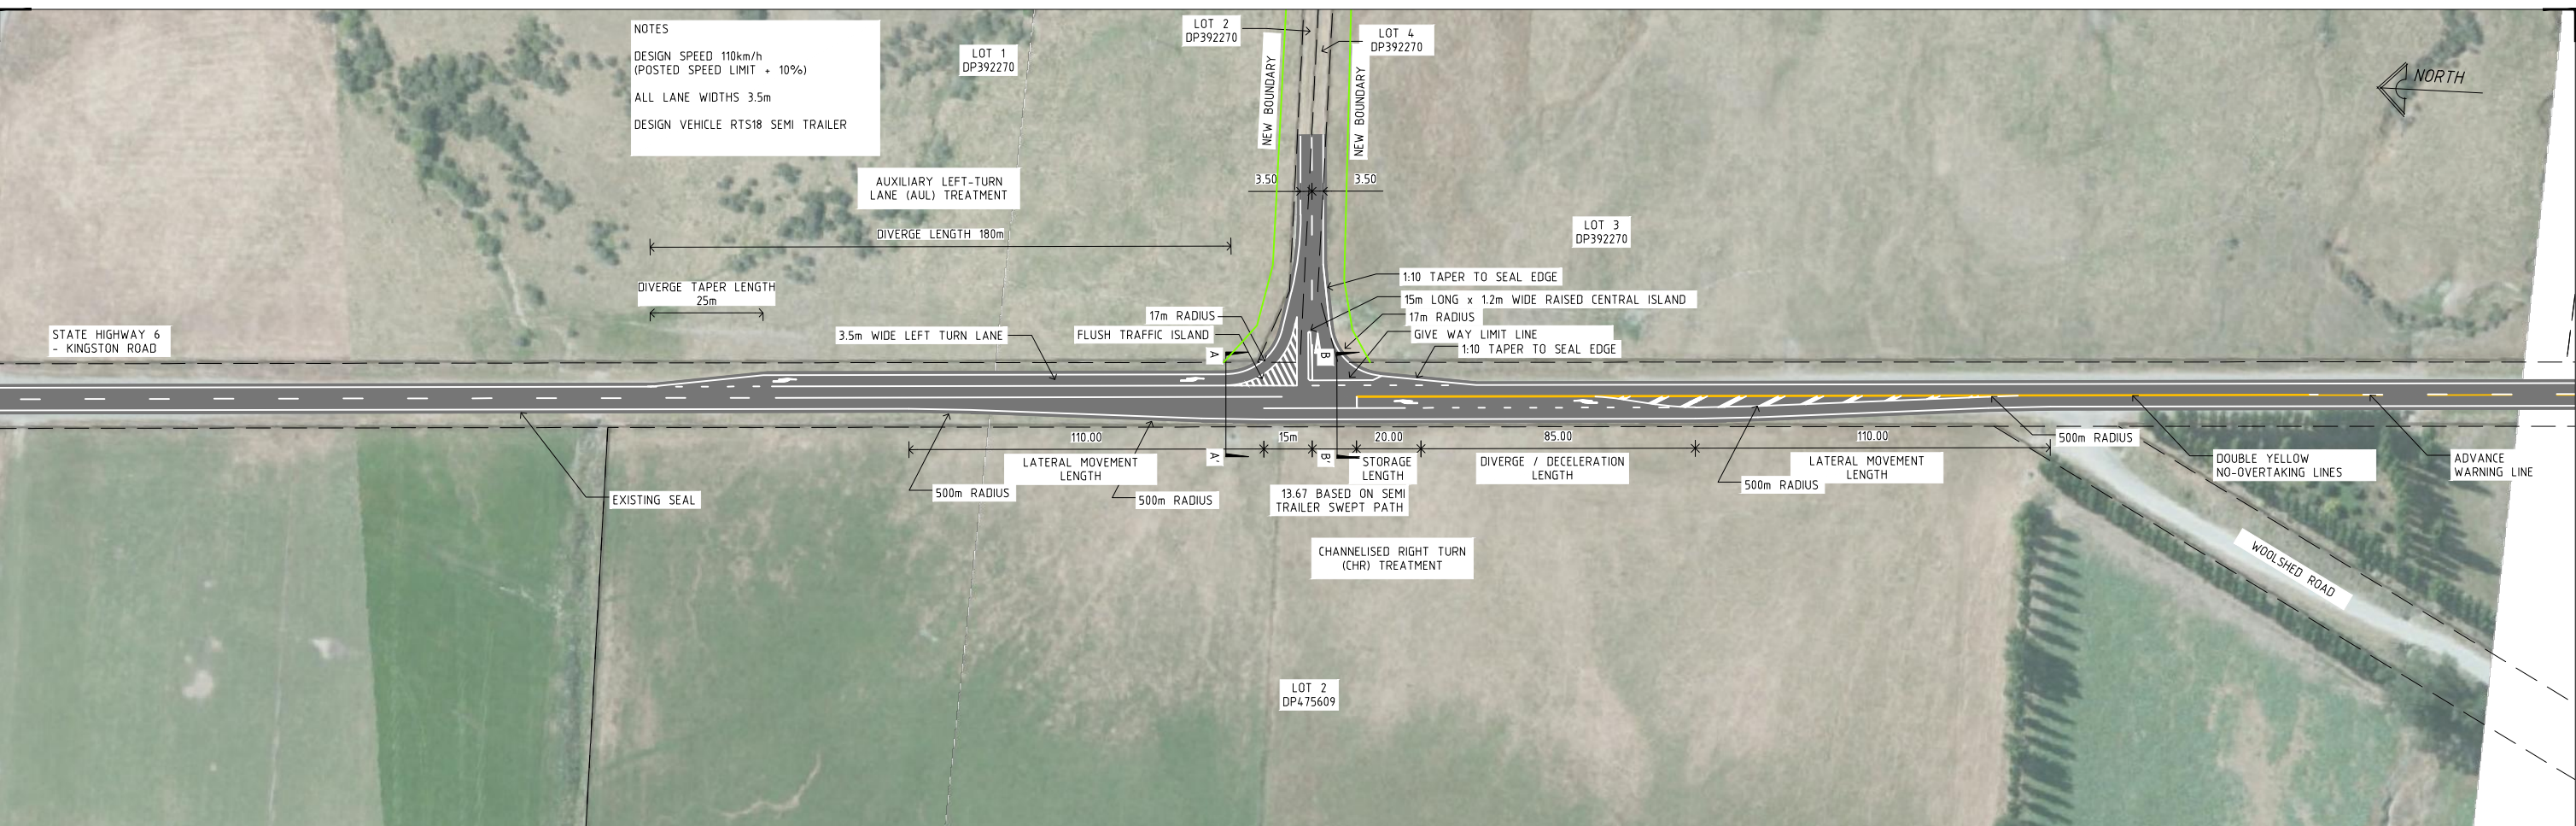 NOTES
DESIGN SPEED 110km/h
(POSTED SPEED LIMIT + 10%)
ALL LANE WIDTHS 3.5m
DESIGN VEHICLE RTS18 SEMI TRAILER
LOT 1
DP392270
LOT 2
DP392270
LOT 4
DP392270
NEW BOUNDARY
NEW BOUNDARY
NORTH
AUXILIARY LEFT-TURN
LANE (AUL) TREATMENT
3.50
3.50
DIVERGE LENGTH 180m
LOT 3
DP392270
DIVERGE TAPER LENGTH
25m
1:10 TAPER TO SEAL EDGE
15m LONG x 1.2m WIDE RAISED CENTRAL ISLAND
17m RADIUS
17m RADIUS
STATE HIGHWAY 6
- KINGSTON ROAD
3.5m WIDE LEFT TURN LANE
FLUSH TRAFFIC ISLAND
GIVE WAY LIMIT LINE
1:10 TAPER TO SEAL EDGE
A
B
110.00
15m
20.00
85.00
110.00
500m RADIUS
A'
B'
LATERAL MOVEMENT
LENGTH
STORAGE
LENGTH
DIVERGE / DECELERATION
LENGTH
LATERAL MOVEMENT
LENGTH
DOUBLE YELLOW
NO-OVERTAKING LINES
ADVANCE
WARNING LINE
EXISTING SEAL
500m RADIUS
500m RADIUS
13.67 BASED ON SEMI
TRAILER SWEPT PATH
500m RADIUS
CHANNELISED RIGHT TURN
(CHR) TREATMENT
WOOLSHED ROAD
LOT 2
DP475609